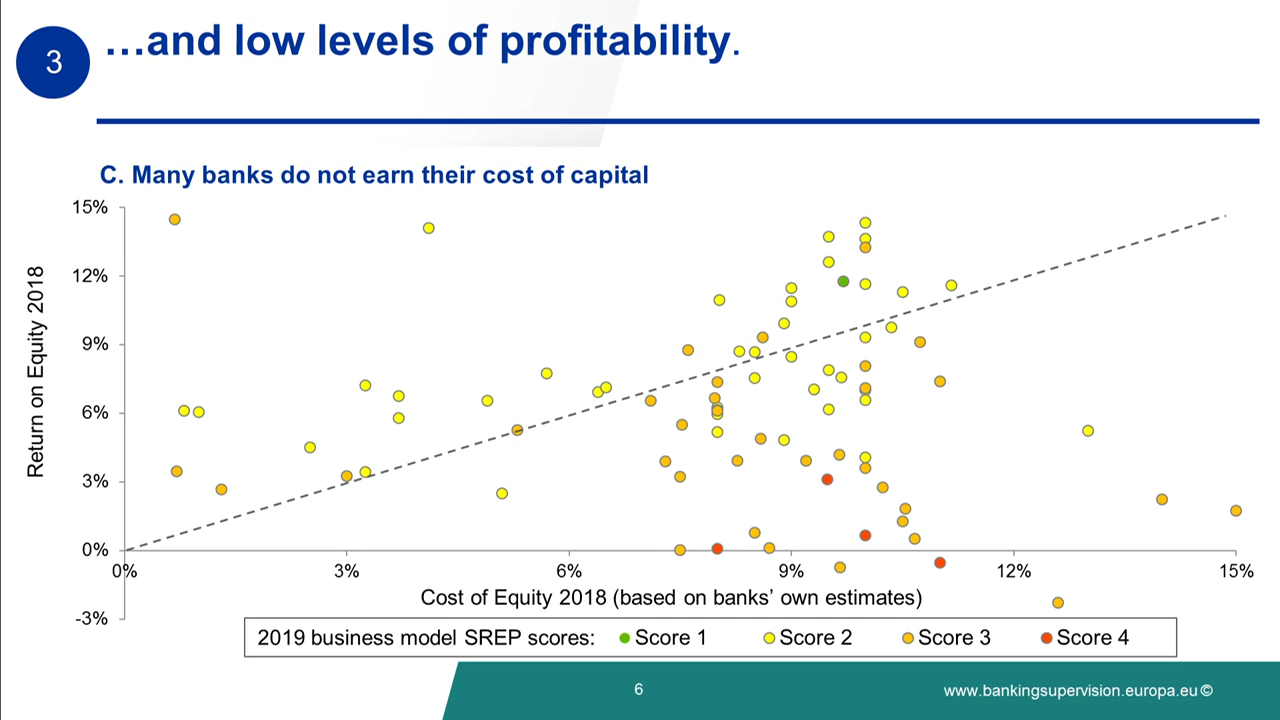 3
…and low levels of profitability.
C. Many banks do not earn their cost of capital
15%
12%
9%
6%
3%
0%
-3%
Return on Equity 2018
0%
3%
6%
9%
12%
15%
Cost of Equity 2018 (based on banks’ own estimates)
2019 business model SREP scores: Score 1 Score 2 Score 3 Score 4
6
www.bankingsupervision.europa.eu©